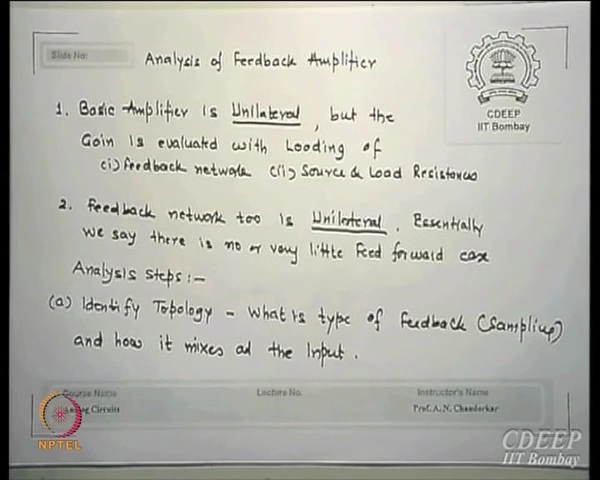 Slide No:
Analysis of Feedback Amplifier
1. Basic Amplifier is Unilateral, but the
Gain is evaluated with Loading of
(i) feedback network (ii) Source & Load Resistances
2. Feedback network too is Unilateral. Essentially
we say there is no or very little feed forward case
Analysis Steps:-
(a) Identify Topology - What is type of Feedback (Sampling)
and how it mixes at the Input.
CDEEP
IIT Bombay
Course Name
Lecture No.
Instructor's Name
Analog Circuits
Prof. A. N. Chandorkar
NPTEL
CDEEP
IIT Bombay